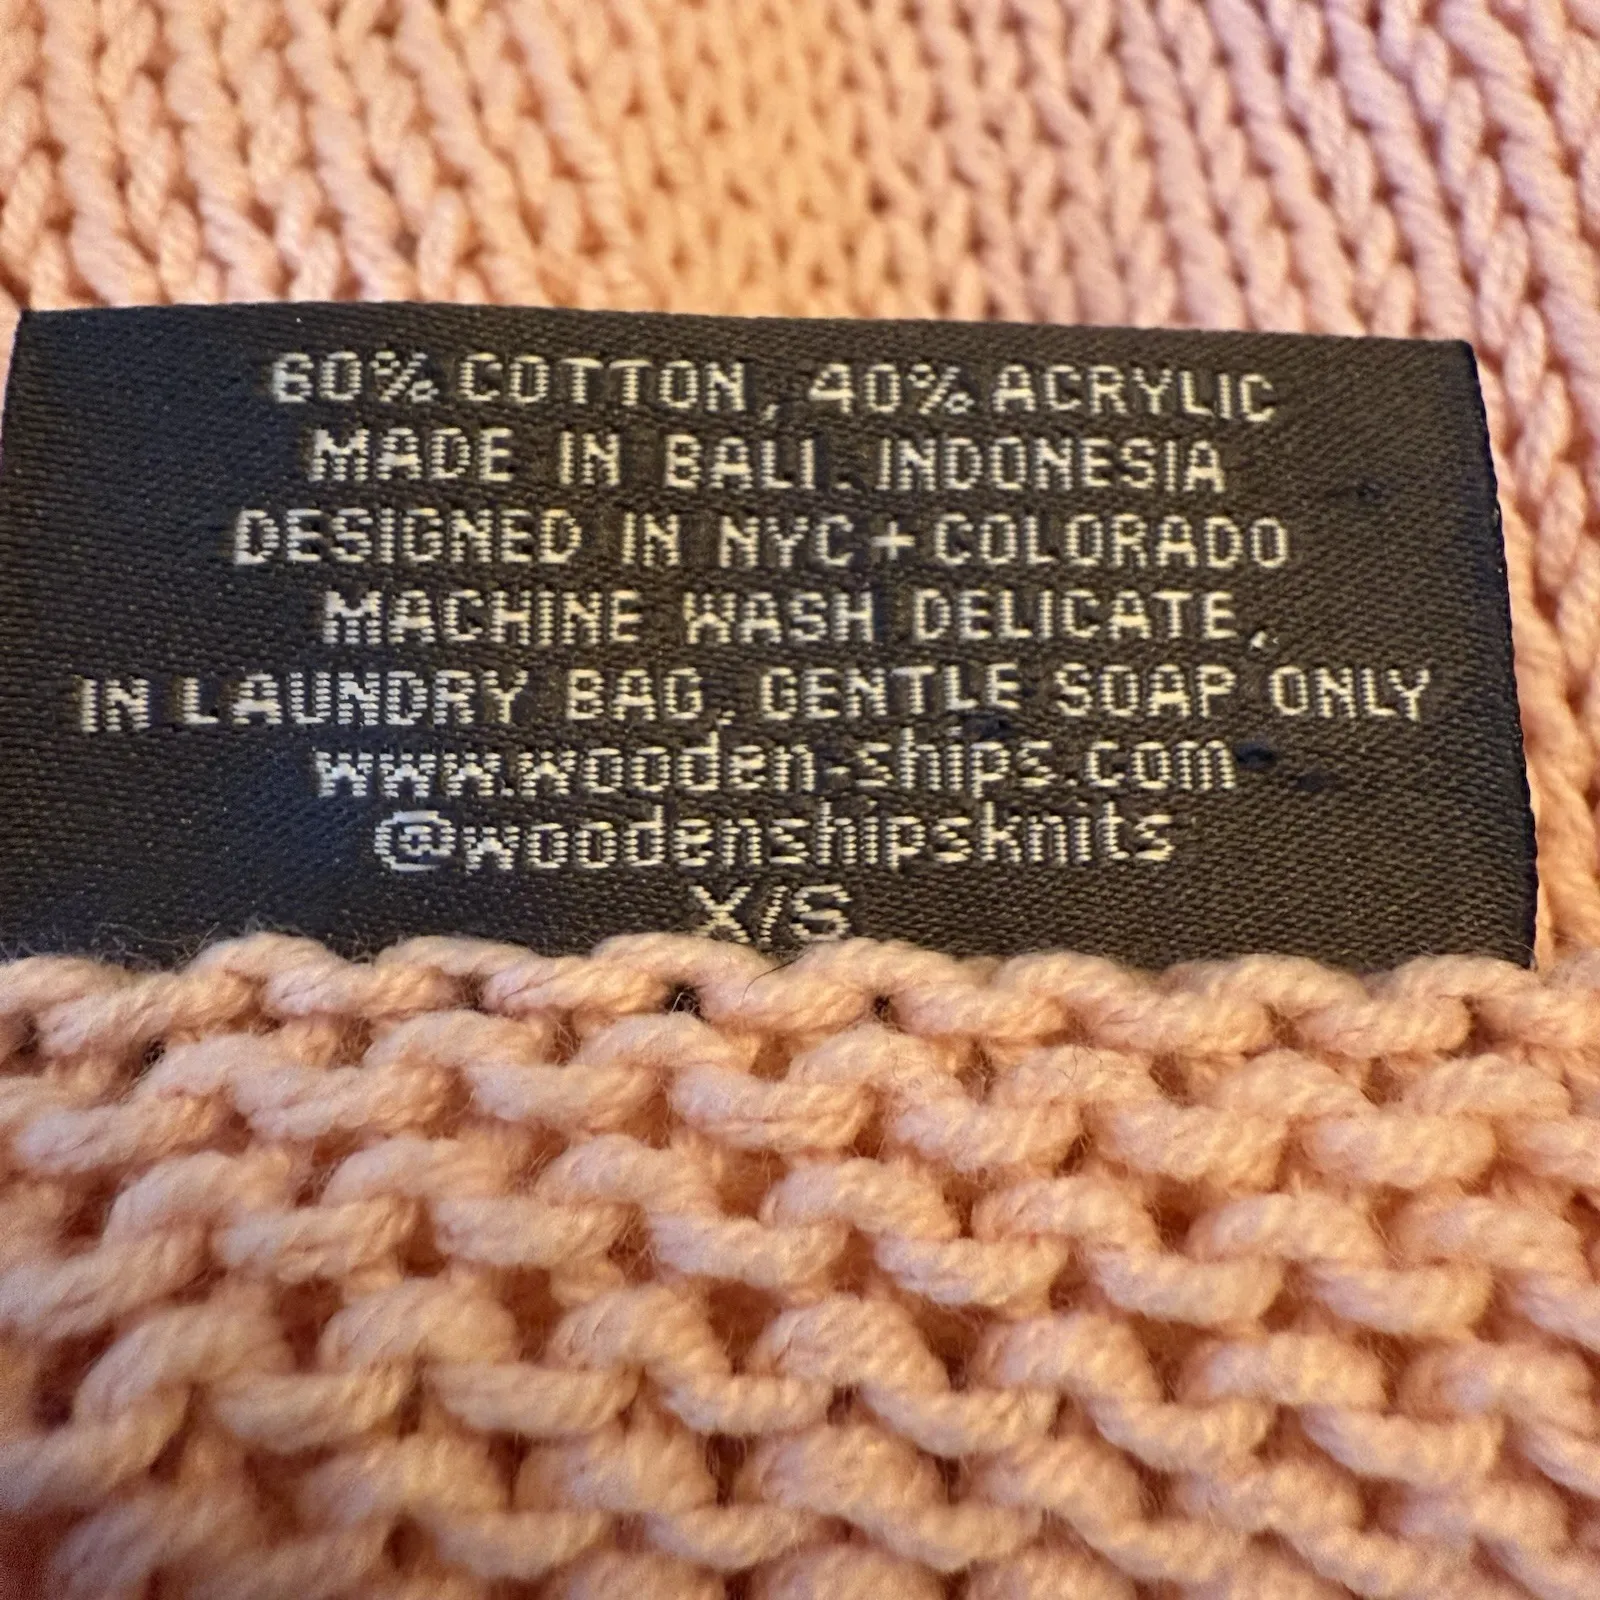 60% COTTON, 40% ACRYLIC
MADE IN BALI, INDONESIA
DESIGNED IN NYC + COLORADO
MACHINE WASH DELICATE,
IN LAUNDRY BAG, GENTLE SOAP ONLY
www.wooden-ships.com
@woodenshipsknits
X/S